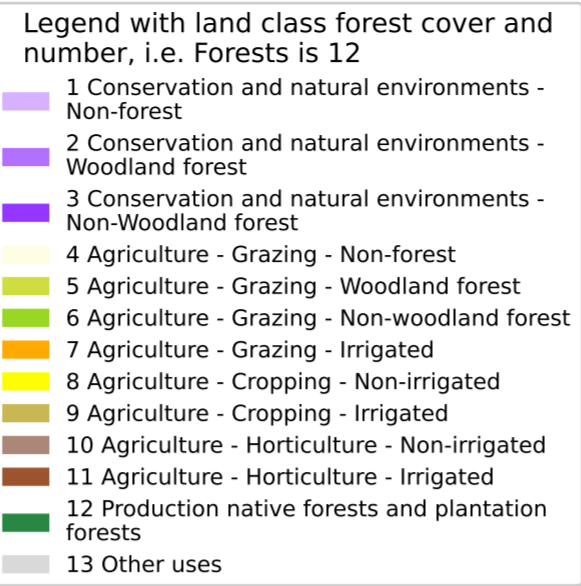 Legend with land class forest cover and
number, i.e. Forests is 12
1 Conservation and natural environments -
Non-forest
2 Conservation and natural environments -
Woodland forest
3 Conservation and natural environments -
Non-Woodland forest
4 Agriculture - Grazing - Non-forest
5 Agriculture - Grazing - Woodland forest
6 Agriculture - Grazing - Non-woodland forest
7 Agriculture - Grazing - Irrigated
8 Agriculture - Cropping - Non-irrigated
9 Agriculture - Cropping - Irrigated
10 Agriculture - Horticulture - Non-irrigated
11 Agriculture - Horticulture - Irrigated
12 Production native forests and plantation
forests
13 Other uses